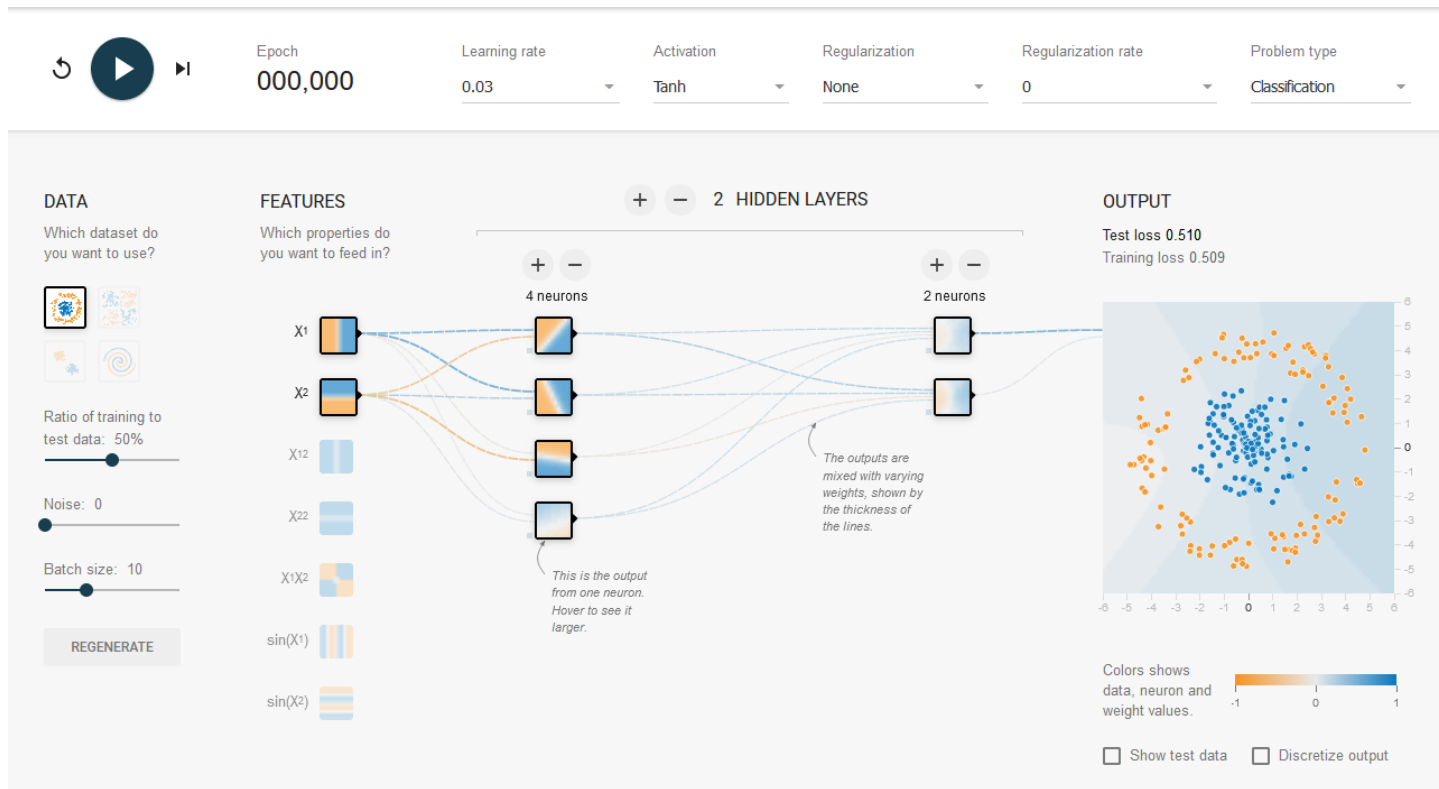 Epoch
000,000
Learning rate
0.03
Activation
Tanh
Regularization
None
Regularization rate
0
Problem type
Classification
DATA
Which dataset do
you want to use?
Ratio of training to
test data: 50%
Noise: 0
Batch size: 10
REGENERATE
FEATURES
Which properties do
you want to feed in?
X1
X2
X12
X22
X1X2
sin(X1)
sin(X2)
+ − 2 HIDDEN LAYERS
+ −
4 neurons
+ −
2 neurons
This is the output
from one neuron.
Hover to see it
larger.
The outputs are
mixed with varying
weights, shown by
the thickness of
the lines.
OUTPUT
Test loss 0.510
Training loss 0.509
6
5
4
3
2
1
0
-1
-2
-3
-4
-5
-6
-6 -5 -4 -3 -2 -1 0 1 2 3 4 5 6
Colors shows
data, neuron and
weight values.
-1 0 1
Show test data
Discretize output